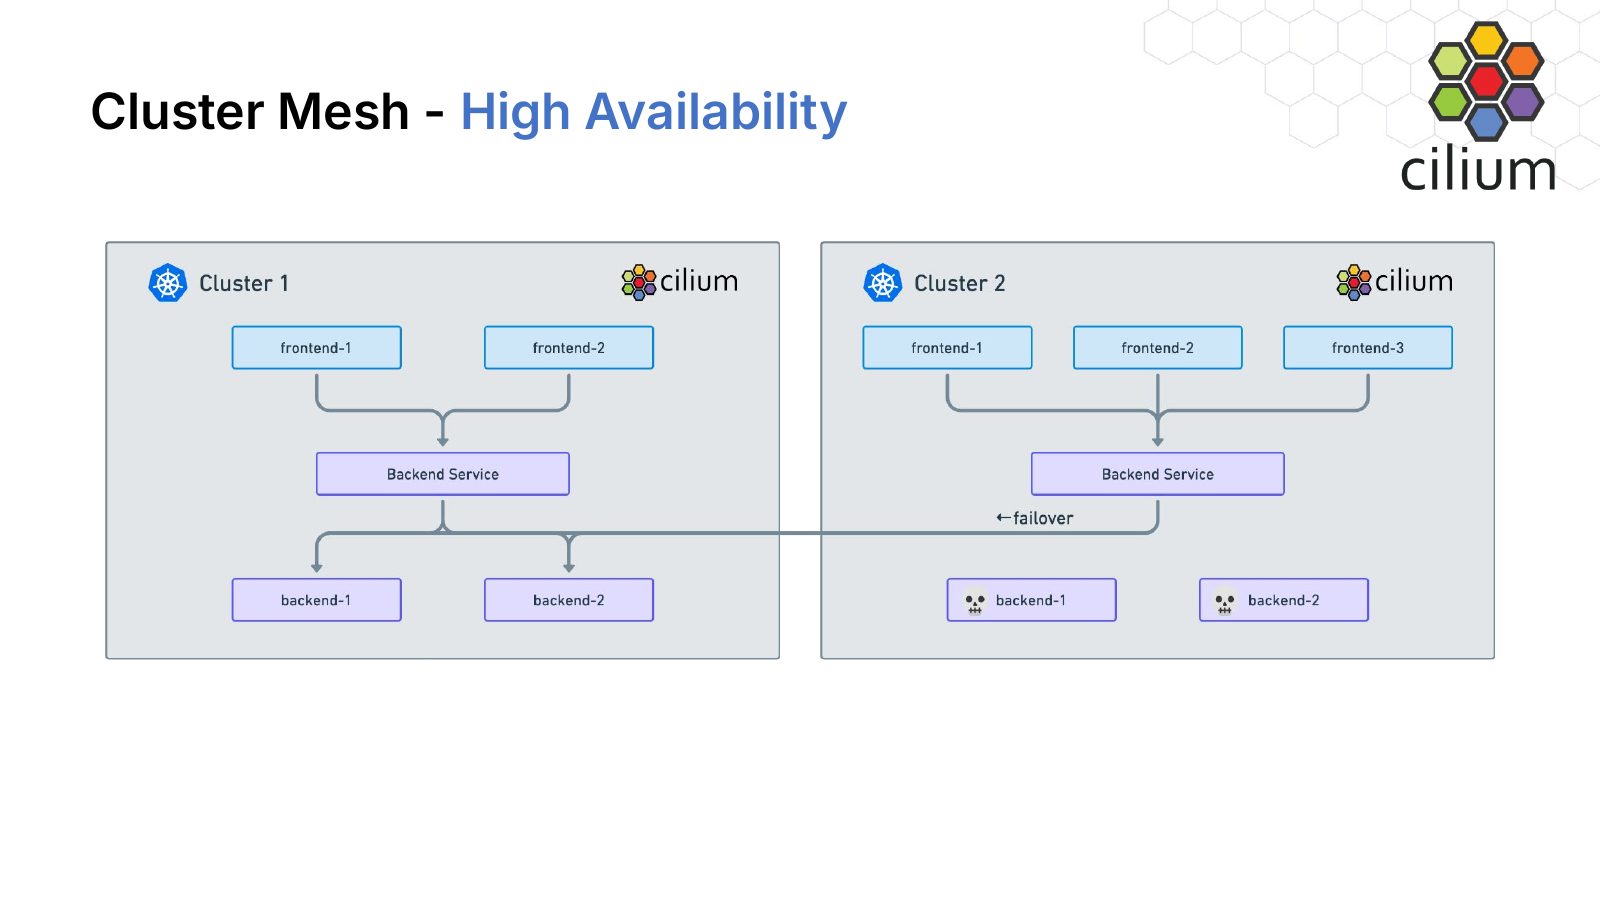 Cluster Mesh - High Availability
cilium
Cluster 1
cilium
frontend-1
frontend-2
Backend Service
backend-1
backend-2
Cluster 2
cilium
frontend-1
frontend-2
frontend-3
Backend Service
←failover
backend-1
backend-2